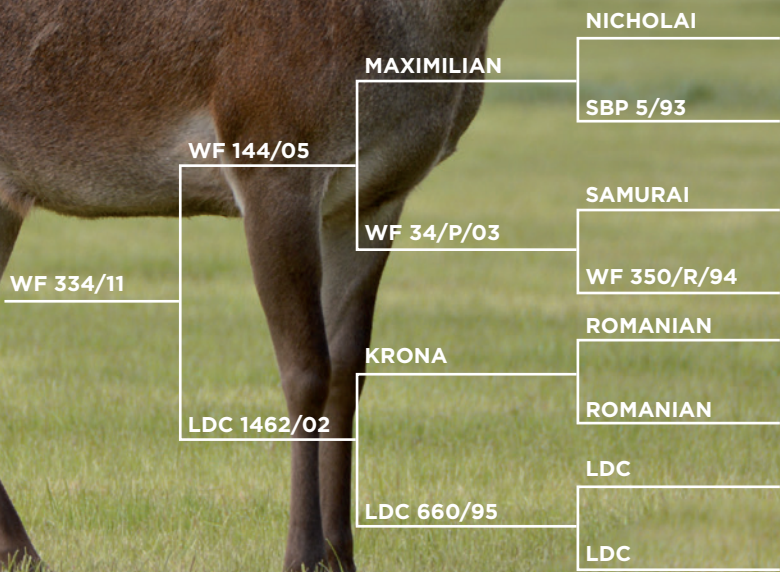 NICHOLAI
MAXIMILIAN
SBP 5/93
WF 144/05
SAMURAI
WF 34/P/03
WF 350/R/94
WF 334/11
ROMANIAN
KRONA
ROMANIAN
LDC 1462/02
LDC
LDC 660/95
LDC